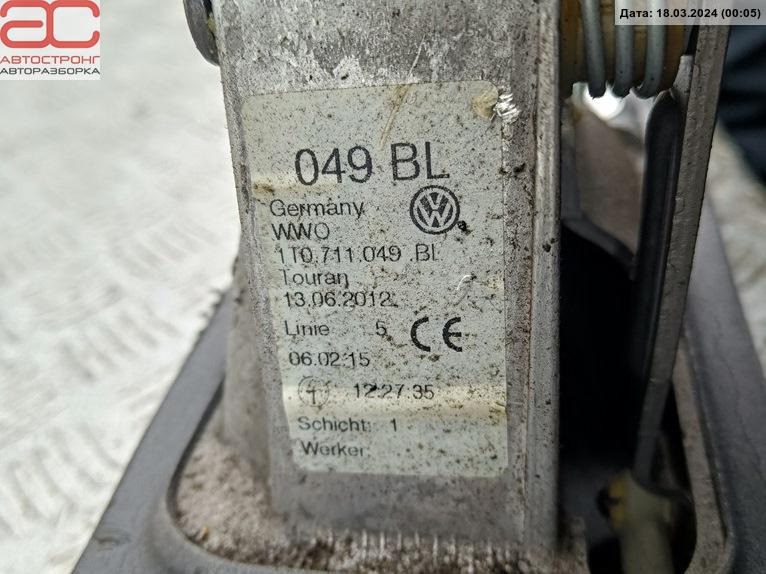 Дата: 18.03.2024 (00:05)
АС
АВТОСТРОНГ
АВТОРАЗБОРКА
049 BL
Germany
WWO
1T0.711.049 .BL
Touran
13.06.2012
Linie 5 CE
06.02.15
12:27:35
Schicht: 1
Werker: